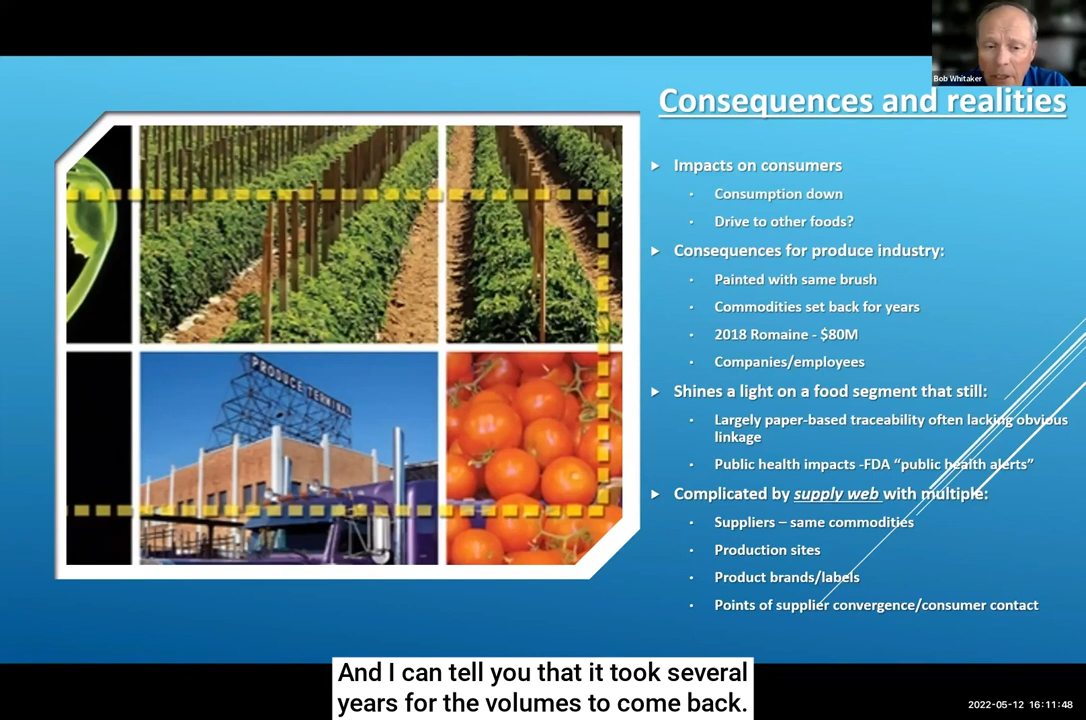 Bob Whitaker
Consequences and realities
Impacts on consumers
Consumption down
Drive to other foods?
Consequences for produce industry:
Painted with same brush
Commodities set back for years
2018 Romaine - $80M
Companies/employees
Shines a light on a food segment that still:
Largely paper-based traceability often lacking obvious
linkage
Public health impacts -FDA “public health alerts”
Complicated by supply web with multiple:
Suppliers – same commodities
Production sites
Product brands/labels
Points of supplier convergence/consumer contact
PRODUCE TERMINAL
And I can tell you that it took several
years for the volumes to come back.
2022-05-12 16:11:48